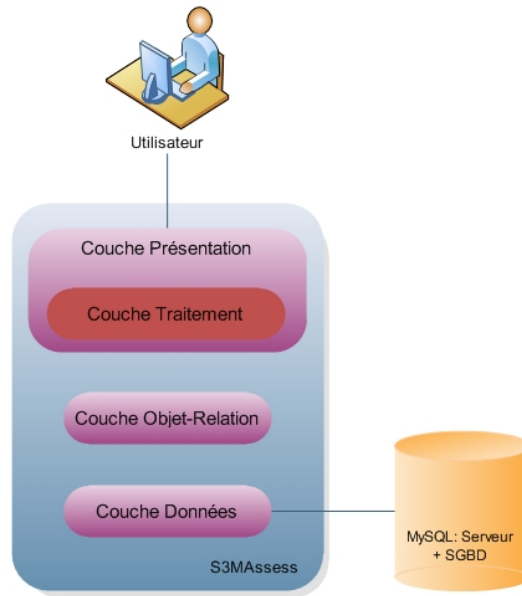 Utilisateur
Couche Présentation
Couche Traitement
Couche Objet-Relation
Couche Données
MySQL: Serveur
+ SGBD
S3MAssess